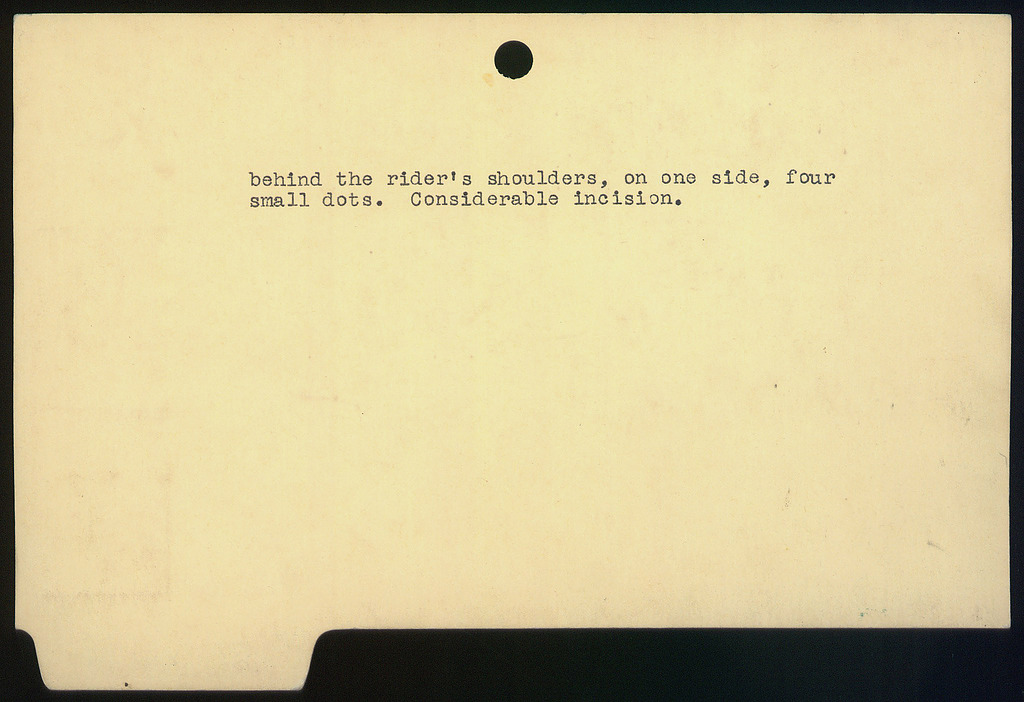 behind the rider's shoulders, on one side, four
small dots.  Considerable incision.